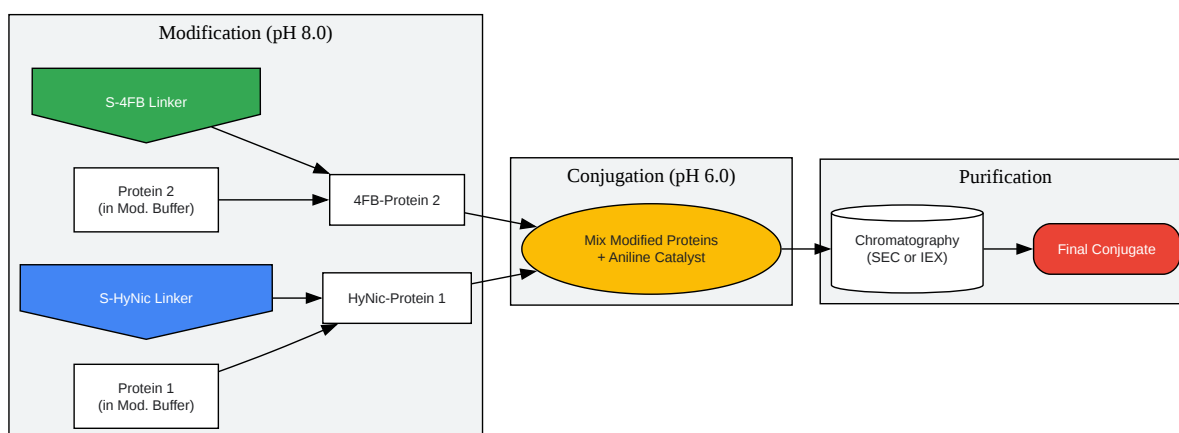 Modification (pH 8.0)
S-4FB Linker
Protein 2
(in Mod. Buffer)
4FB-Protein 2
S-HyNic Linker
HyNic-Protein 1
Protein 1
(in Mod. Buffer)
Conjugation (pH 6.0)
Mix Modified Proteins
+ Aniline Catalyst
Purification
Chromatography
(SEC or IEX)
Final Conjugate